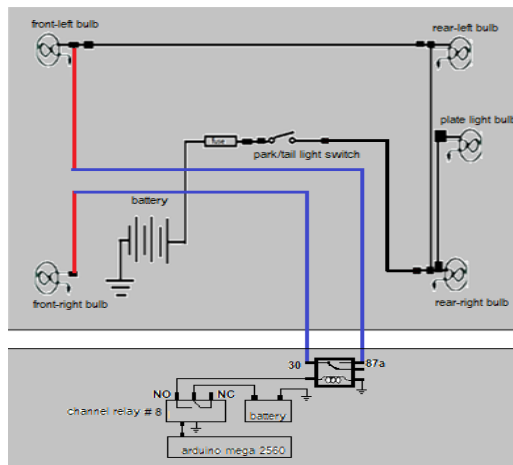 front-left bulb
rear-left bulb
plate light bulb
fuse
park/tail light switch
battery
front-right bulb
rear-right bulb
30
87a
NO
NC
channel relay # 8
battery
arduino mega 2560